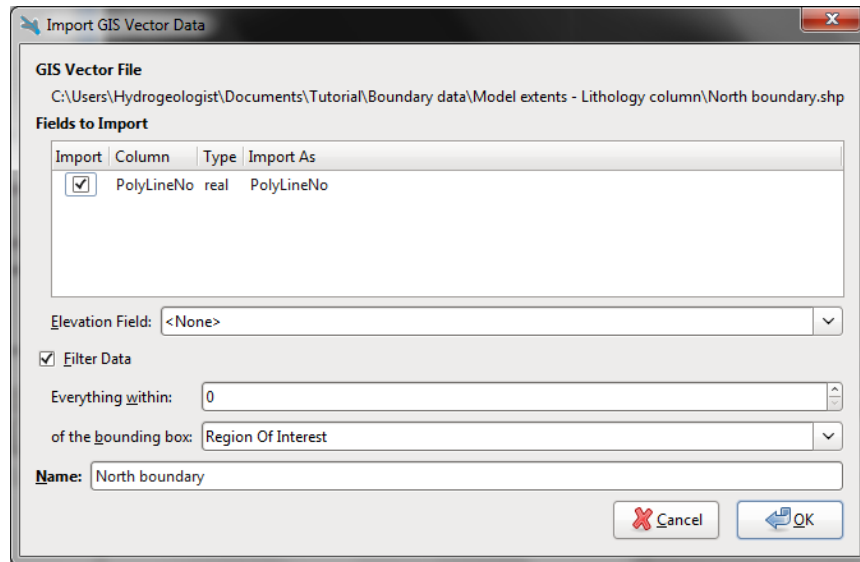 Import GIS Vector Data
x
GIS Vector File
C:\Users\Hydrogeologist\Documents\Tutorial\Boundary data\Model extents - Lithology column\North boundary.shp
Fields to Import
Import Column Type Import As
PolyLineNo real PolyLineNo
Elevation Field: <None>
Filter Data
Everything within: 0
of the bounding box: Region Of Interest
Name: North boundary
Cancel OK